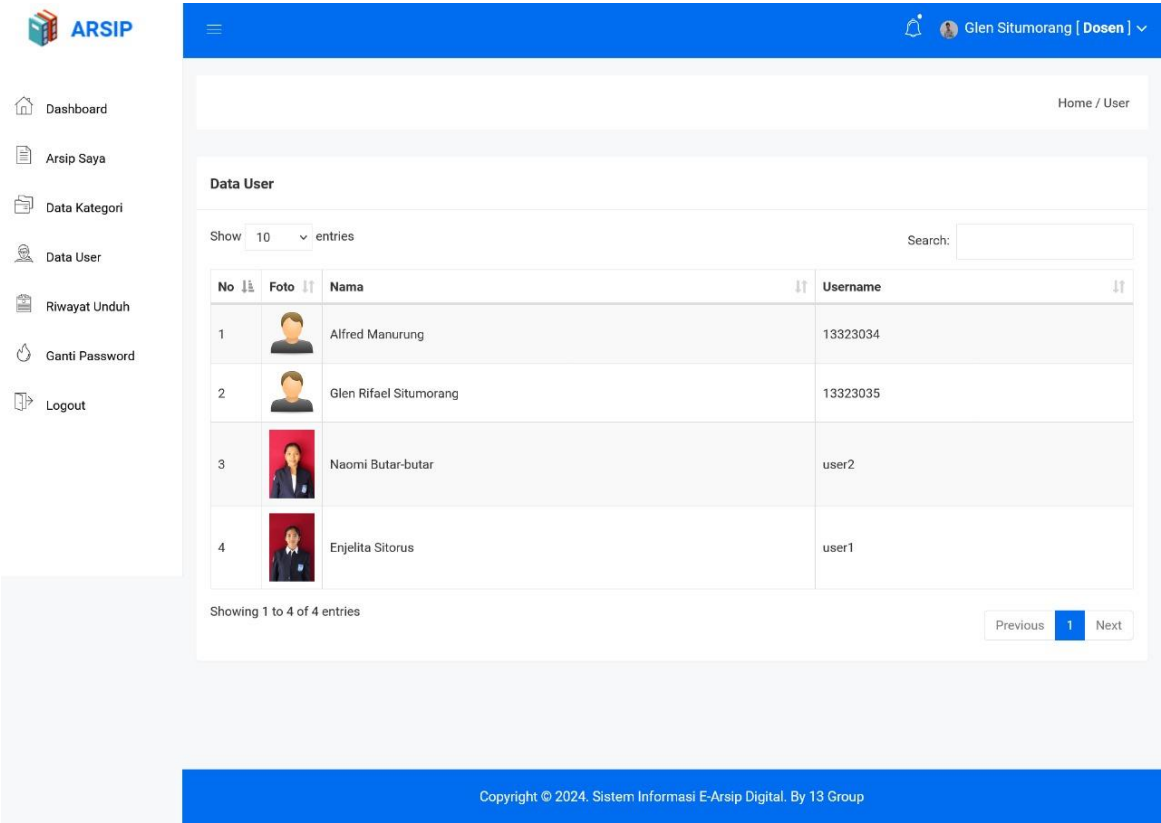 ARSIP
Glen Situmorang [ Dosen ]
Dashboard
Arsip Saya
Data Kategori
Data User
Riwayat Unduh
Ganti Password
Logout
Home / User
Data User
Show 10 entries
Search:
No Foto Nama Username
1 Alfred Manurung 13323034
2 Glen Rifael Situmorang 13323035
3 Naomi Butar-butar user2
4 Enjelita Sitorus user1
Showing 1 to 4 of 4 entries
Previous 1 Next
Copyright © 2024. Sistem Informasi E-Arsip Digital. By 13 Group